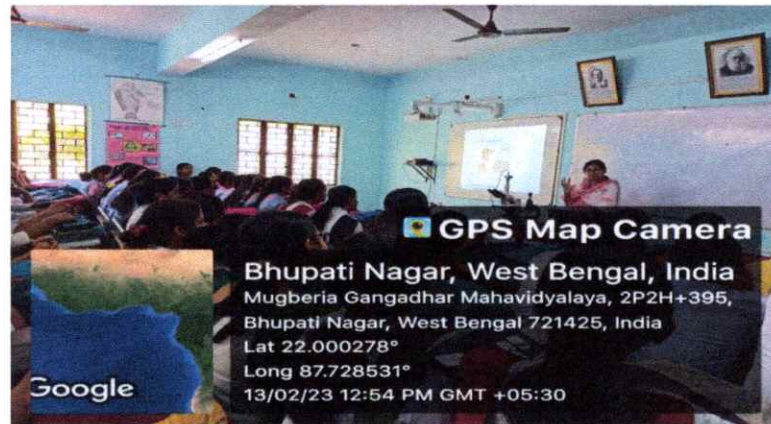 GPS Map Camera
Bhupati Nagar, West Bengal, India
Mugberia Gangadhar Mahavidyalaya, 2P2H+395,
Bhupati Nagar, West Bengal 721425, India
Lat 22.000278°
Long 87.728531°
13/02/23 12:54 PM GMT +05:30
Google